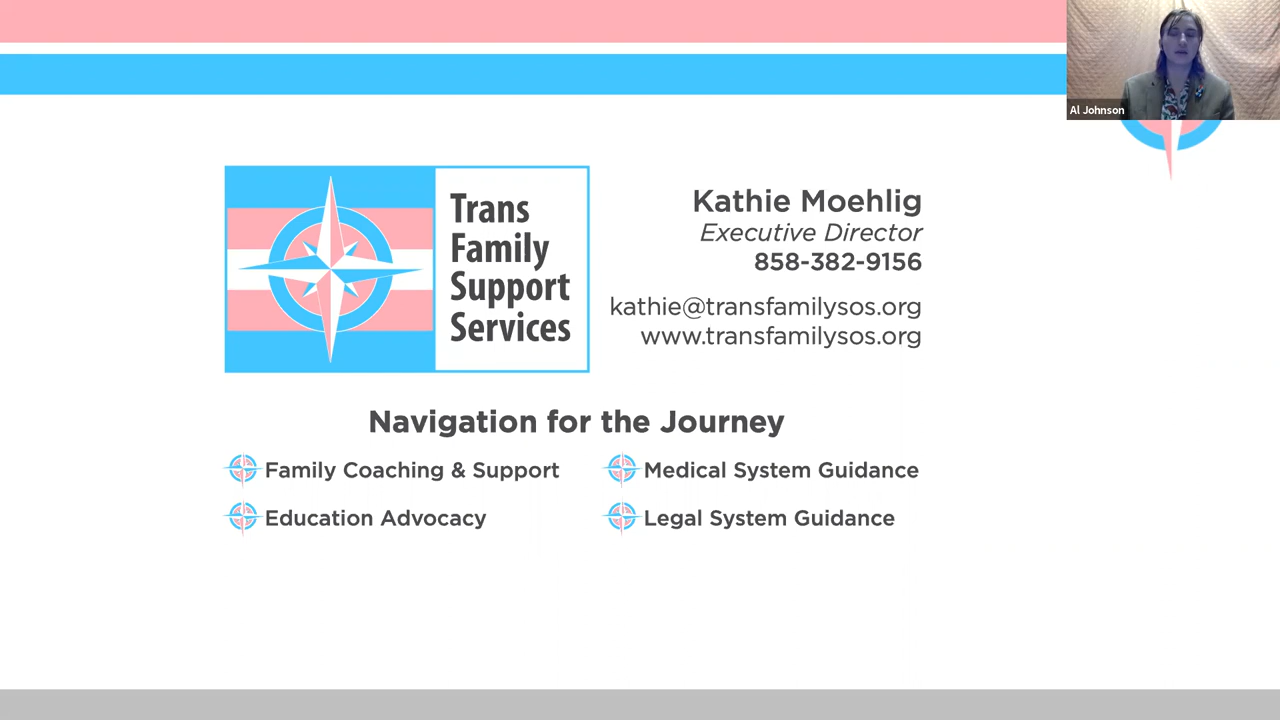 Al Johnson
Trans
Family
Support
Services
Kathie Moehlig
Executive Director
858-382-9156
kathie@transfamilysos.org
www.transfamilysos.org
Navigation for the Journey
Family Coaching & Support
Medical System Guidance
Education Advocacy
Legal System Guidance